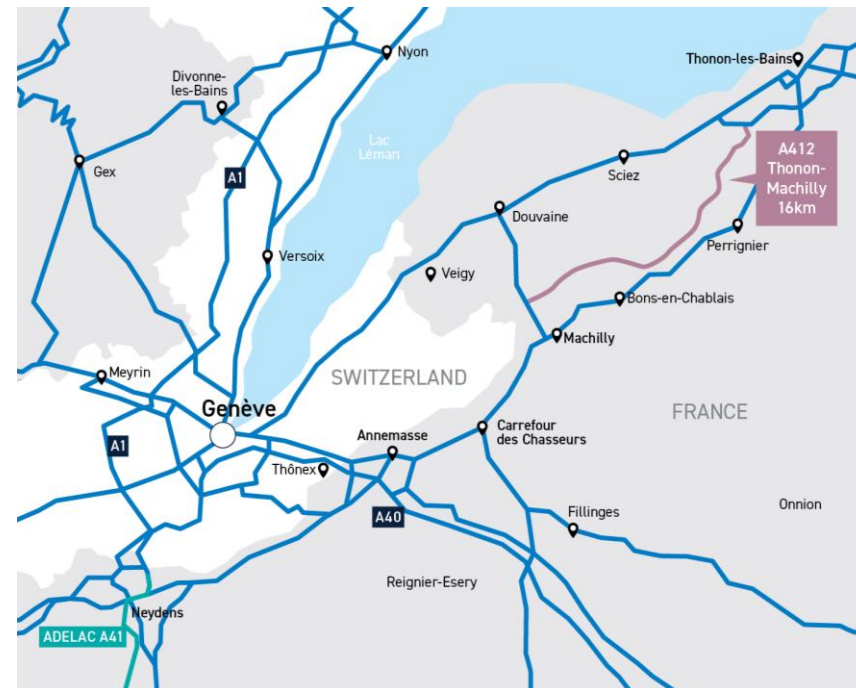 Nyon
Thonon-les-Bains
Divonne-
les-Bains
Lac
Léman
A412
Thonon-
Machilly
16km
Gex
A1
Sciez
Douvaine
Perrignier
Versoix
Veigy
Bons-en-Chablais
Machilly
Meyrin
SWITZERLAND
Genève
FRANCE
Carrefour
des Chasseurs
Annemasse
A1
Thônex
Fillinges
Onnion
A40
Reignier-Esery
Neydens
ADELAC A41